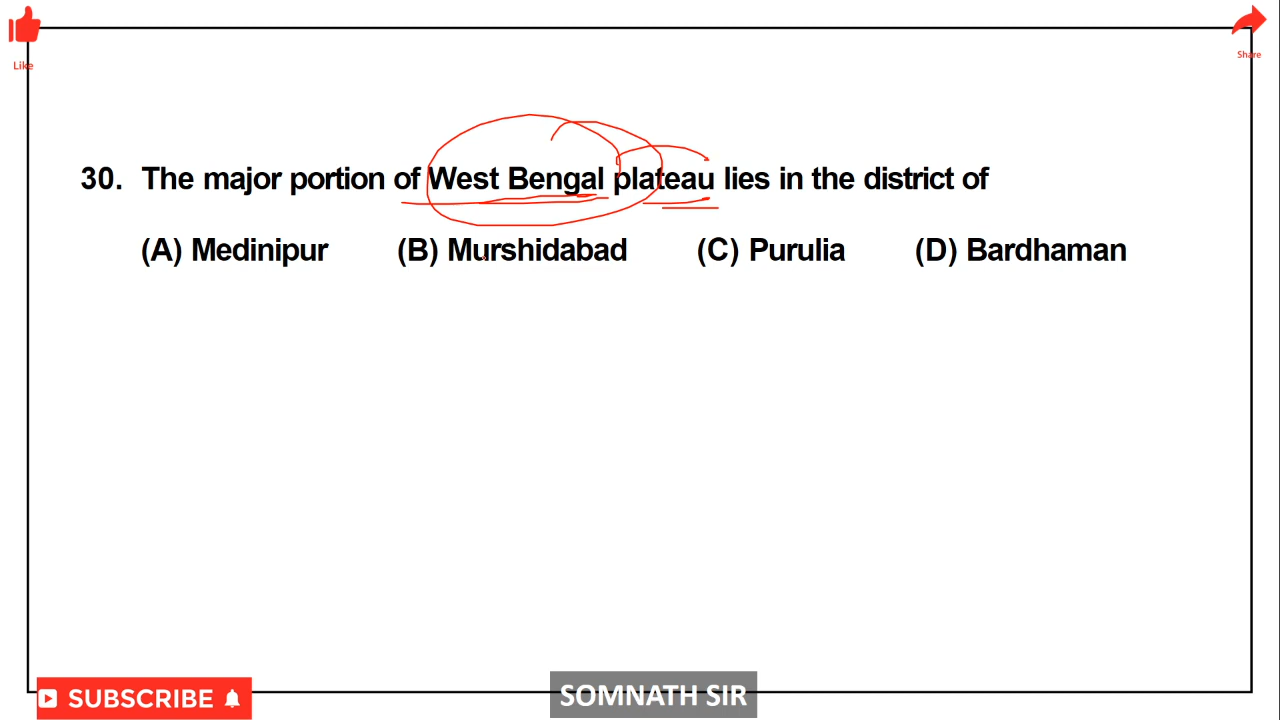 Like
Share
30. The major portion of West Bengal plateau lies in the district of
(A) Medinipur (B) Murshidabad (C) Purulia (D) Bardhaman
SUBSCRIBE
SOMNATH SIR